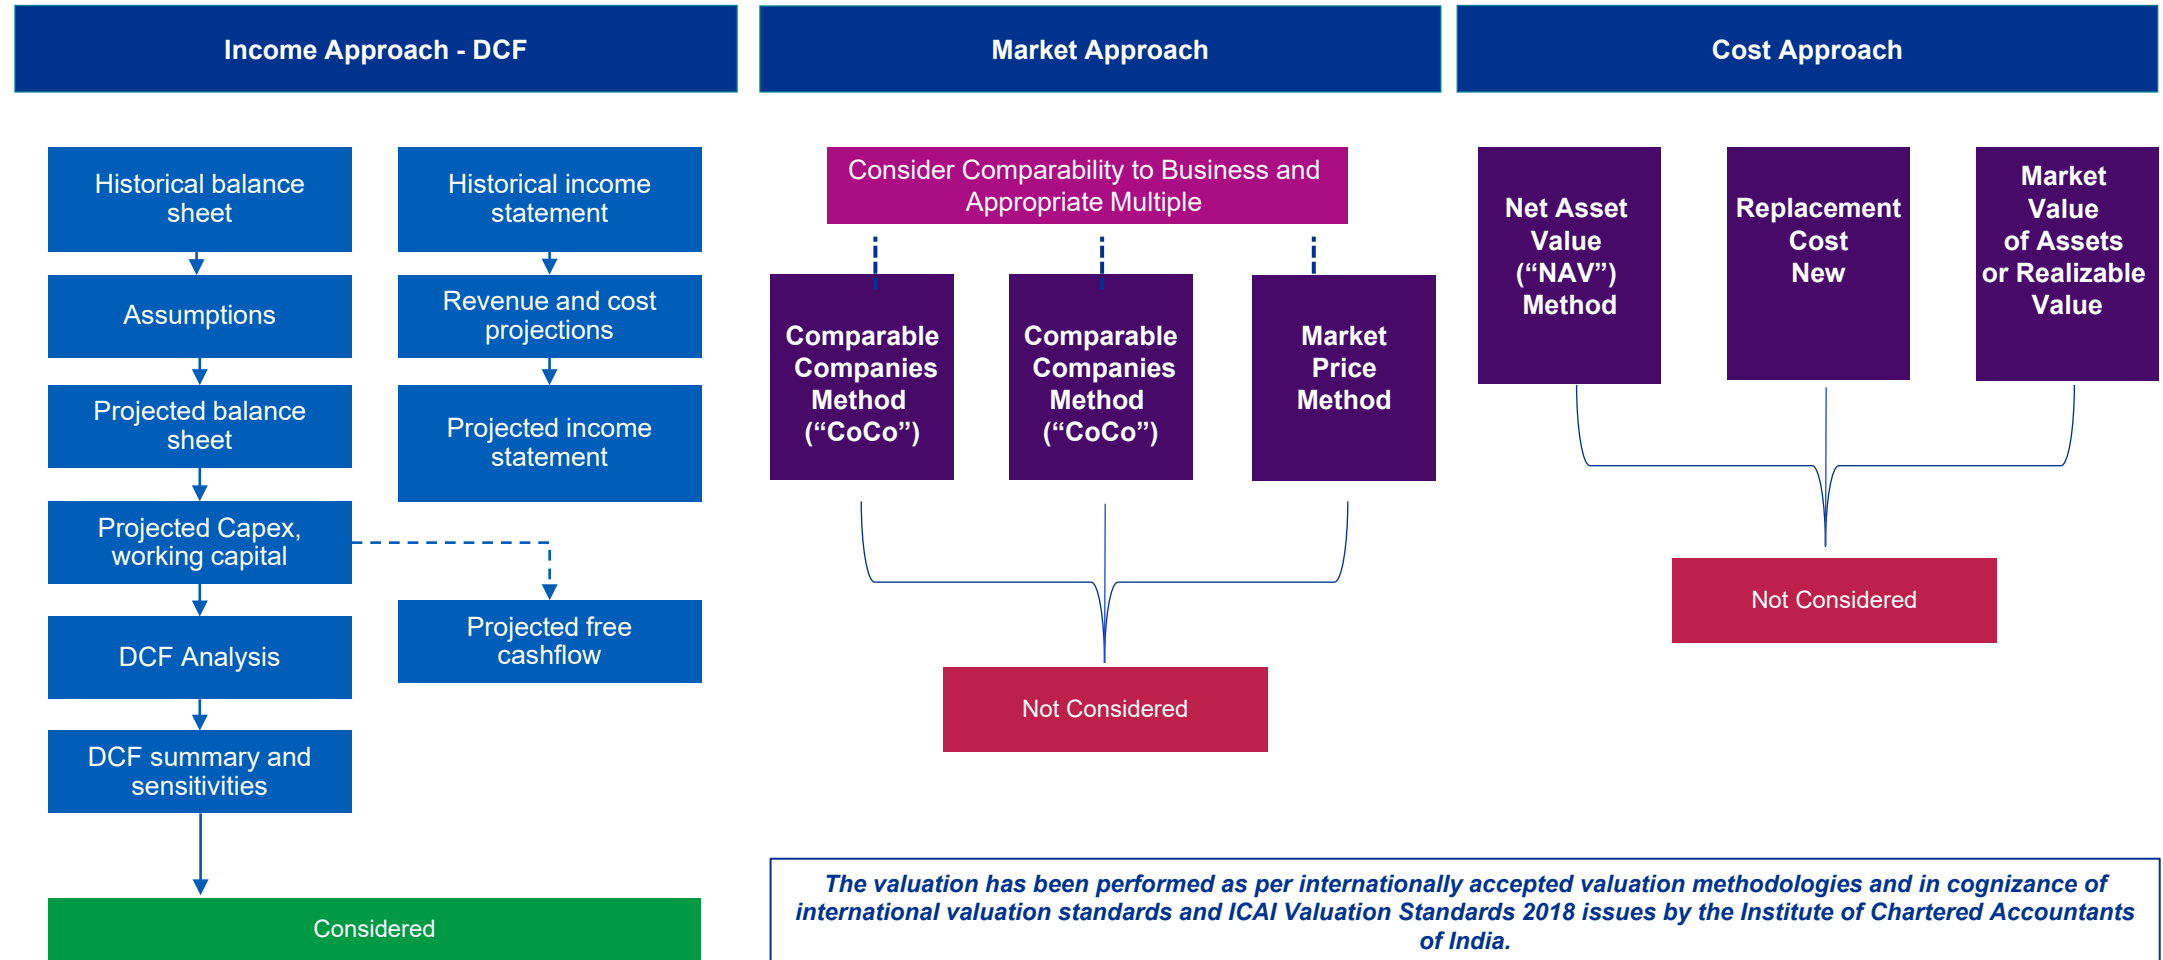 Income Approach - DCF
Historical balance
sheet
Historical income
statement
Assumptions
Revenue and cost
projections
Projected balance
sheet
Projected income
statement
Projected Capex,
working capital
Projected free
cashflow
DCF Analysis
DCF summary and
sensitivities
Considered
Market Approach
Consider Comparability to Business and
Appropriate Multiple
Comparable
Companies
Method
(“CoCo”)
Comparable
Companies
Method
(“CoCo”)
Market
Price
Method
Not Considered
Cost Approach
Net Asset
Value
(“NAV”)
Method
Replacement
Cost
New
Market
Value
of Assets
or Realizable
Value
Not Considered
The valuation has been performed as per internationally accepted valuation methodologies and in cognizance of
international valuation standards and ICAI Valuation Standards 2018 issues by the Institute of Chartered Accountants
of India.